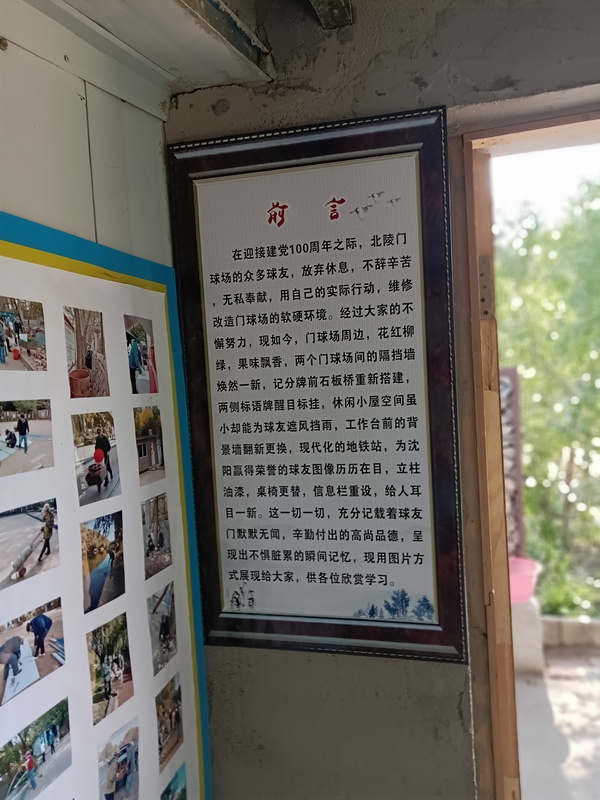 前言
在迎接建党100周年之际，北陵门
球场的众多球友，放弃休息，不辞辛苦
，无私奉献，用自己的实际行动，维修
改造门球场的软硬环境。经过大家的不
懈努力，现如今，门球场周边，花红柳
绿，果味飘香，两个门球场间的隔挡墙
焕然一新，记分牌前石板桥重新搭建，
两侧标语牌醒目标挂，休闲小屋空间虽
小却能为球友遮风挡雨，工作台前的背
景墙翻新更换，现代化的地铁站，为沈
阳赢得荣誉的球友图像历历在目，立柱
油漆，桌椅更替，信息栏重设，给人耳
目一新。这一切一切，充分记载着球友
门默默无闻，辛勤付出的高尚品德，呈
现出不惧脏累的瞬间记忆，现用图片方
式展现给大家，供各位欣赏学习。